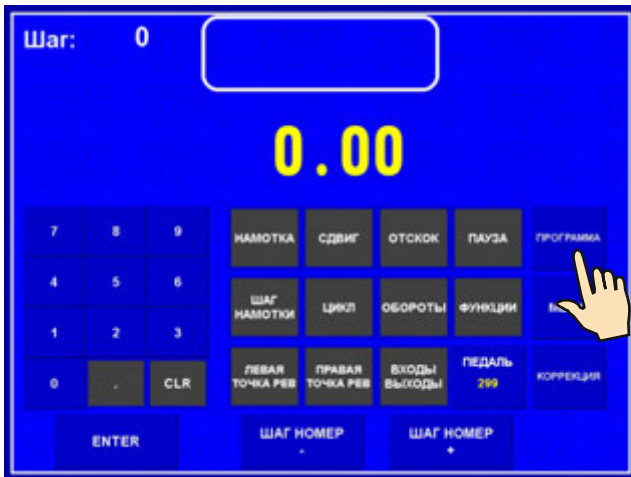 Шаг: 0
0.00
7 8 9 НАМОТКА СДВИГ ОТСКОК ПАУЗА ПРОГРАММА
4 5 6 ШАГ НАМОТКИ ЦИКЛ ОБОРОТЫ ФУНКЦИИ
1 2 3
0 . CLR ЛЕВАЯ ТОЧКА РЕВ ПРАВАЯ ТОЧКА РЕВ ВХОДЫ ВЫХОДЫ ПЕДАЛЬ 299 КОРРЕКЦИЯ
ENTER ШАГ НОМЕР - ШАГ НОМЕР +